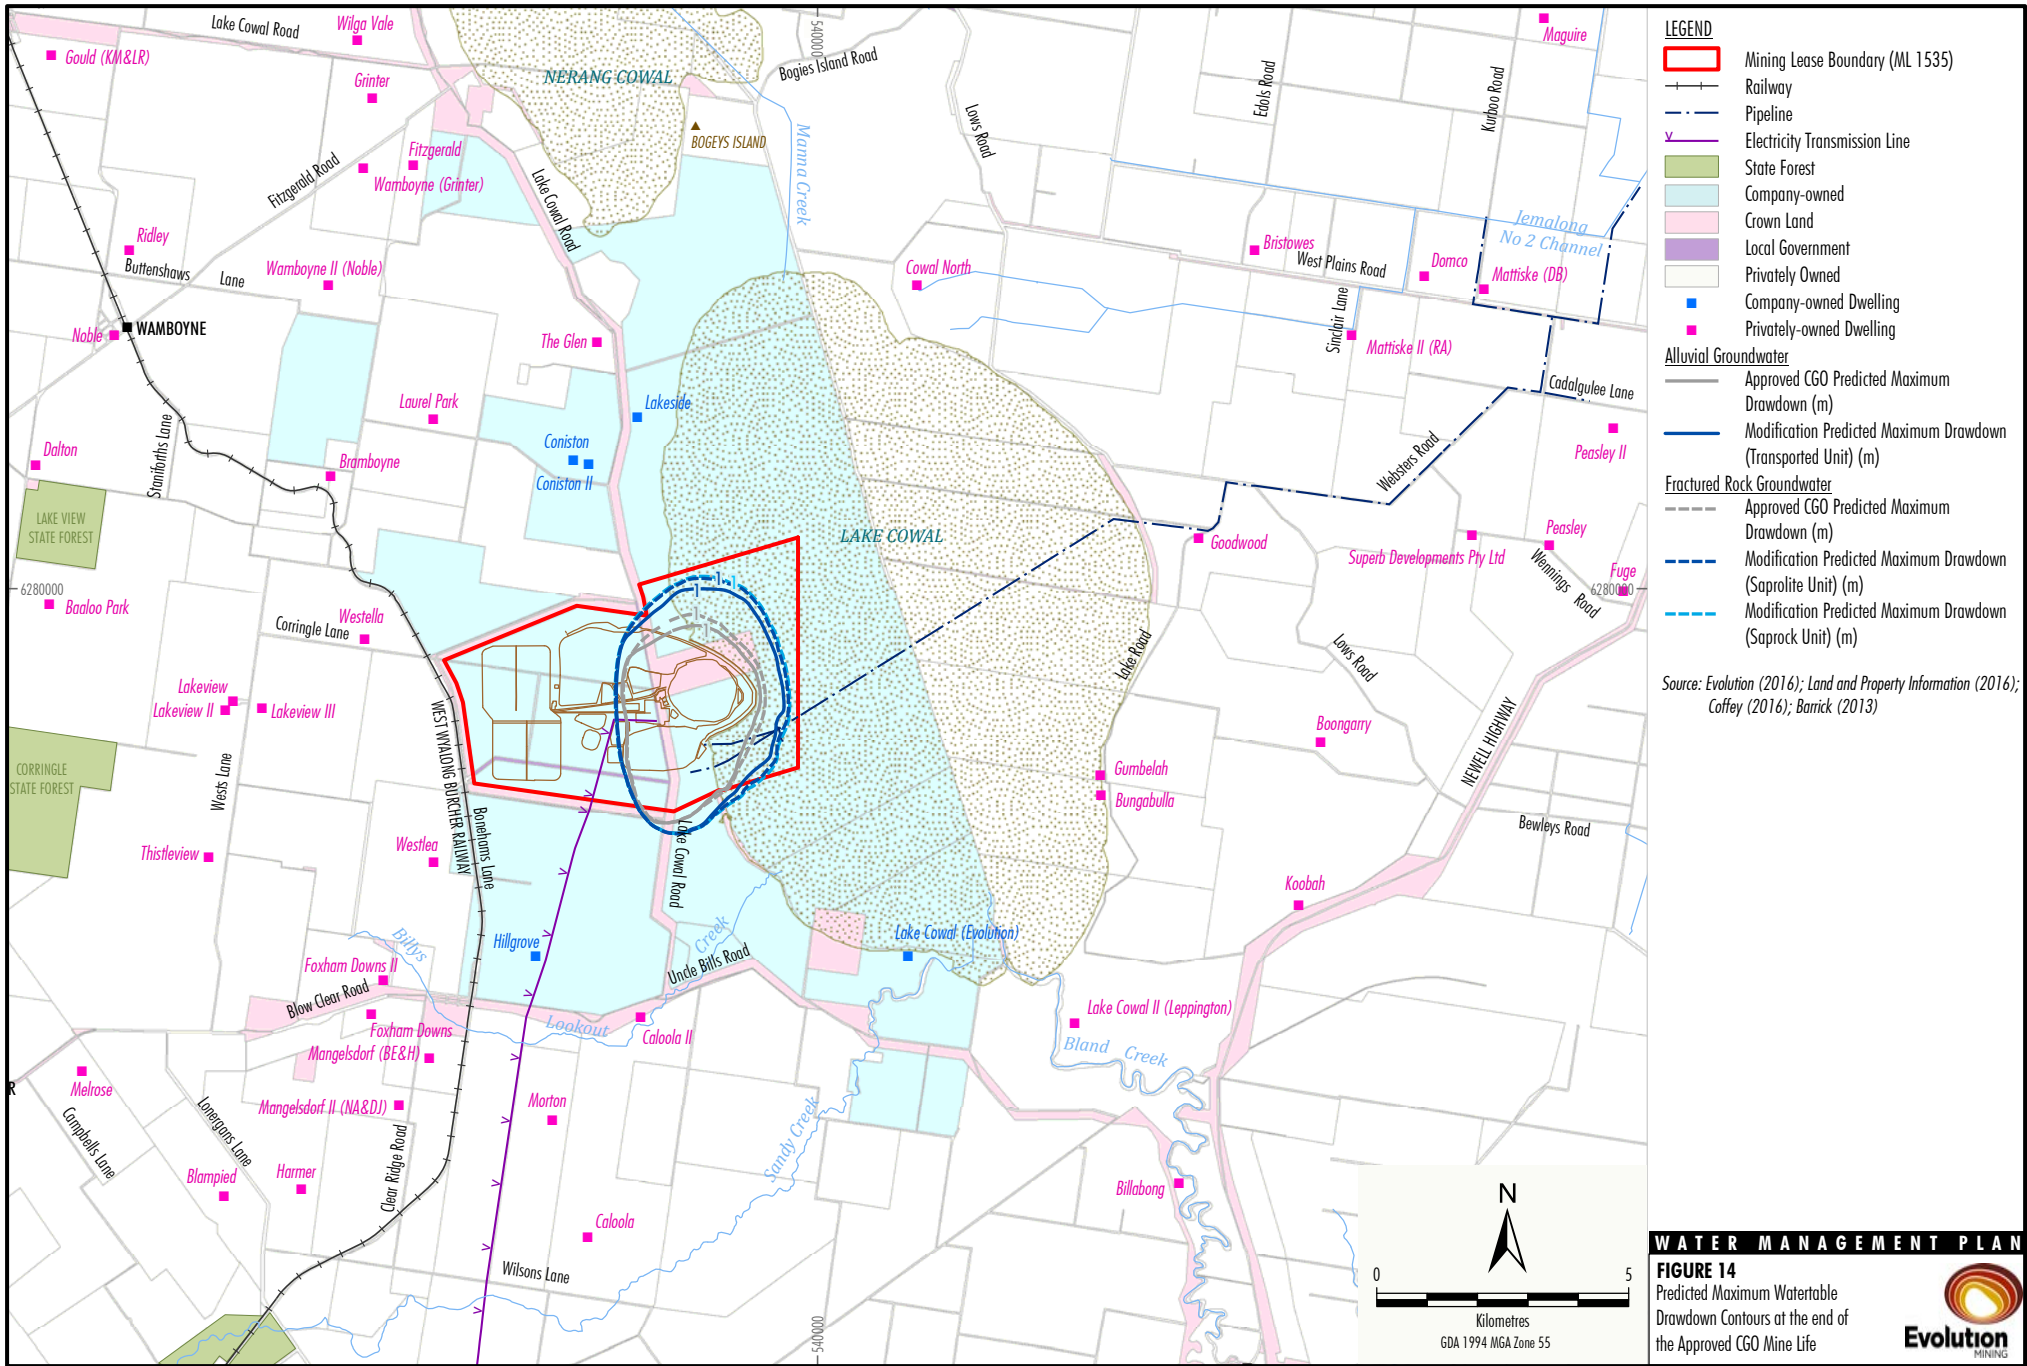 Lake Cowal Road
Wilga Vale
Gould (KM&LR)
Grinter
NERANG COWAL
540000
Bogies Island Road
Maguire
Edols Road
Kurboo Road
Lows Road
BOGEYS ISLAND
Manna Creek
Fitzgerald
Wamboyne (Grinter)
Fitzgerald Road
Lake Cowal Road
Ridley
Buttenshaws Lane
Wamboyne II (Noble)
Cowal North
Bristowes
West Plains Road
Domco
Mattiske (DB)
Jemalong
No 2 Channel
Noble
WAMBOYNE
The Glen
Sinclair Lane
Mattiske II (RA)
Cadalgulee Lane
Laurel Park
Lakeside
Coniston
Coniston II
Dalton
Staniforths Lane
Bramboyne
Websters Road
Peasley II
LAKE VIEW
STATE FOREST
LAKE COWAL
Goodwood
Superb Developments Pty Ltd
Peasley
Wennings Road
Fuge
6280000
6280000
Baaloo Park
Westella
Corringle Lane
1
1
1
1
1
Lake Road
Lows Road
Lakeview
Lakeview II
Lakeview III
WEST WYALONG BURCHER RAILWAY
Boongarry
NEWELL HIGHWAY
CORRINGLE
STATE FOREST
Wests Lane
Bonehams Lane
Gumbelah
Bungabulla
Bewleys Road
Thistleview
Westlea
Lake Cowal Road
Koobah
Billys
Hillgrove
Creek
Uncle Bills Road
Lake Cowal (Evolution)
Foxham Downs II
Blow Clear Road
Foxham Downs
Mangelsdorf (BE&H)
Lookout
Caloola II
Lake Cowal II (Leppington)
Bland Creek
R
Melrose
Campbells Lane
Lonergans Lane
Mangelsdorf II (NA&DJ)
Clear Ridge Road
Morton
Sandy Creek
Blampied
Harmer
Billabong
Caloola
Wilsons Lane
540000
N
0 5
Kilometres
GDA 1994 MGA Zone 55
LEGEND
Mining Lease Boundary (ML 1535)
Railway
Pipeline
Electricity Transmission Line
State Forest
Company-owned
Crown Land
Local Government
Privately Owned
Company-owned Dwelling
Privately-owned Dwelling
Alluvial Groundwater
Approved CGO Predicted Maximum
Drawdown (m)
Modification Predicted Maximum Drawdown
(Transported Unit) (m)
Fractured Rock Groundwater
Approved CGO Predicted Maximum
Drawdown (m)
Modification Predicted Maximum Drawdown
(Saprolite Unit) (m)
Modification Predicted Maximum Drawdown
(Saprock Unit) (m)
Source: Evolution (2016); Land and Property Information (2016);
Coffey (2016); Barrick (2013)
WATER MANAGEMENT PLAN
FIGURE 14
Predicted Maximum Watertable
Drawdown Contours at the end of
the Approved CGO Mine Life
Evolution
MINING